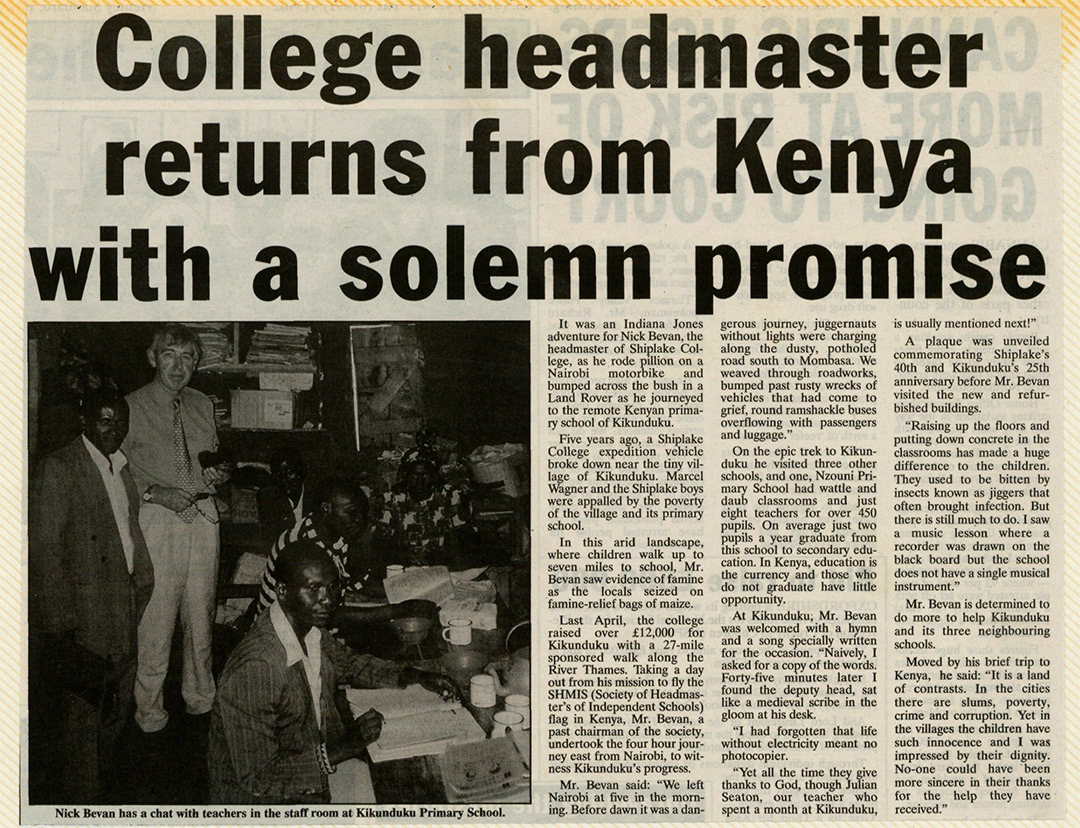 College headmaster
returns from Kenya
with a solemn promise
It was an Indiana Jones
adventure for Nick Bevan, the
headmaster of Shiplake Col-
lege, as he rode pillion on a
Nairobi motorbike and
bumped across the bush in a
Land Rover as he journeyed
to the remote Kenyan prima-
ry school of Kikunduku.
Five years ago, a Shiplake
College expedition vehicle
broke down near the tiny vil-
lage of Kikunduku. Marcel
Wagner and the Shiplake boys
were appalled by the poverty
of the village and its primary
school.
In this arid landscape,
where children walk up to
seven miles to school, Mr.
Bevan saw evidence of famine
as the locals seized on
famine-relief bags of maize.
Last April, the college
raised over £12,000 for
Kikunduku with a 27-mile
sponsored walk along the
River Thames. Taking a day
out from his mission to fly the
SHMIS (Society of Headmas-
ter's of Independent Schools)
flag in Kenya, Mr. Bevan, a
past chairman of the society,
undertook the four hour jour-
ney east from Nairobi, to wit-
ness Kikunduku's progress.
Mr. Bevan said: "We left
Nairobi at five in the morn-
ing. Before dawn it was a dan-
gerous journey, juggernauts
without lights were charging
along the dusty, potholed
road south to Mombasa. We
weaved through roadworks,
bumped past rusty wrecks of
vehicles that had come to
grief, round ramshackle buses
overflowing with passengers
and luggage."
On the epic trek to Kikun-
duku he visited three other
schools, and one, Nzouni Pri-
mary School had wattle and
daub classrooms and just
eight teachers for over 450
pupils. On average just two
pupils a year graduate from
this school to secondary edu-
cation. In Kenya, education is
the currency and those who
do not graduate have little
opportunity.
At Kikunduku, Mr. Bevan
was welcomed with a hymn
and a song specially written
for the occasion. "Naively, I
asked for a copy of the words.
Forty-five minutes later I
found the deputy head, sat
like a medieval scribe in the
gloom at his desk.
"I had forgotten that life
without electricity meant no
photocopier.
"Yet all the time they give
thanks to God, though Julian
Seaton, our teacher who
spent a month at Kikunduku,
is usually mentioned next!"
A plaque was unveiled
commemorating Shiplake's
40th and Kikunduku's 25th
anniversary before Mr. Bevan
visited the new and refur-
bished buildings.
"Raising up the floors and
putting down concrete in the
classrooms has made a huge
difference to the children.
They used to be bitten by
insects known as jiggers that
often brought infection. But
there is still much to do. I saw
a music lesson where a
recorder was drawn on the
black board but the school
does not have a single musical
instrument."
Mr. Bevan is determined to
do more to help Kikunduku
and its three neighbouring
schools.
Moved by his brief trip to
Kenya, he said: "It is a land
of contrasts. In the cities
there are slums, poverty,
crime and corruption. Yet in
the villages the children have
such innocence and I was
impressed by their dignity.
No-one could have been
more sincere in their thanks
for the help they have
received."
Nick Bevan has a chat with teachers in the staff room at Kikunduku Primary School.